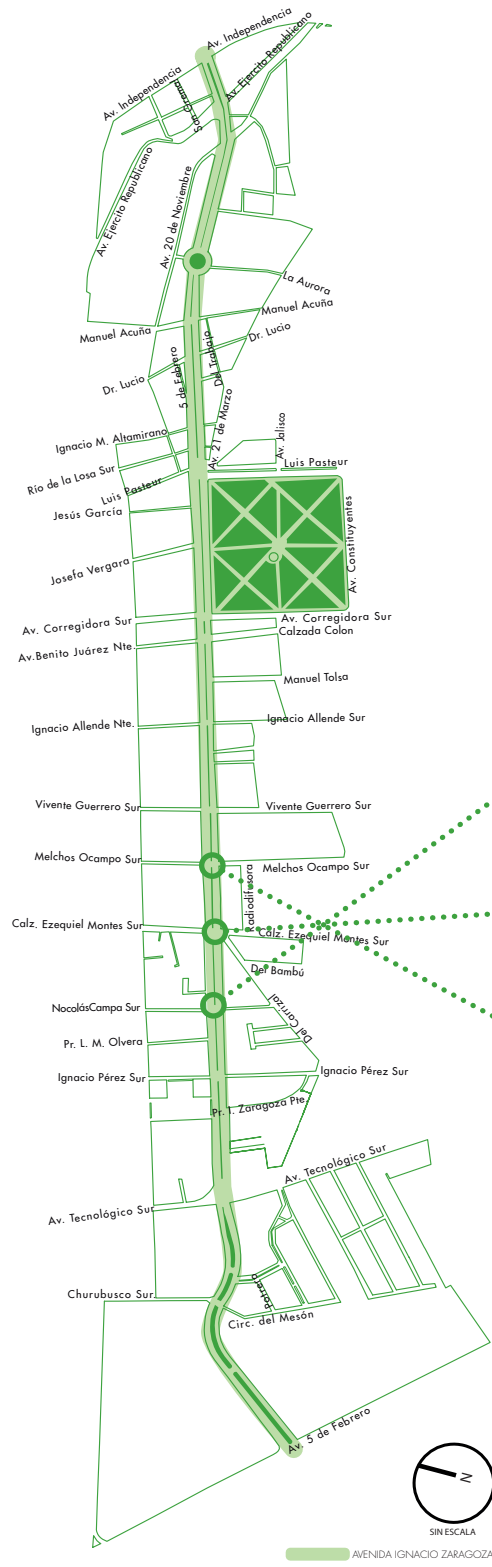 Av. Independencia
Av. Ejercito Republicano
Av. Independencia
San Grema
Av. Ejercito Republicano
Av. 20 de Noviembre
La Aurora
Manuel Acuña
Manuel Acuña
Dr. Lucio
Del Trabajo
5 de Febrero
Dr. Lucio
Av. 21 de Marzo
Av. Jalisco
Ignacio M. Altamirano
Luis Pasteur
Río de la Losa Sur
Luis Pasteur
Jesús García
Av. Constituyentes
Josefa Vergara
Av. Corregidora Sur
Av. Corregidora Sur
Calzada Colon
Av.Benito Juárez Nte.
Manuel Tolsa
Ignacio Allende Nte.
Ignacio Allende Sur
Vivente Guerrero Sur
Vivente Guerrero Sur
Melchos Ocampo Sur
Melchos Ocampo Sur
Radiodifusora
Calz. Ezequiel Montes Sur
Calz. Ezequiel Montes Sur
Del Bambú
NocolásCampa Sur
Del Carrizal
Pr. L. M. Olvera
Ignacio Pérez Sur
Ignacio Pérez Sur
Pr. I. Zaragoza Pte.
Av. Tecnológico Sur
Av. Tecnológico Sur
Churubusco Sur
Potrero
Circ. del Mesón
Av. 5 de Febrero
N
SIN ESCALA
AVENIDA IGNACIO ZARAGOZA